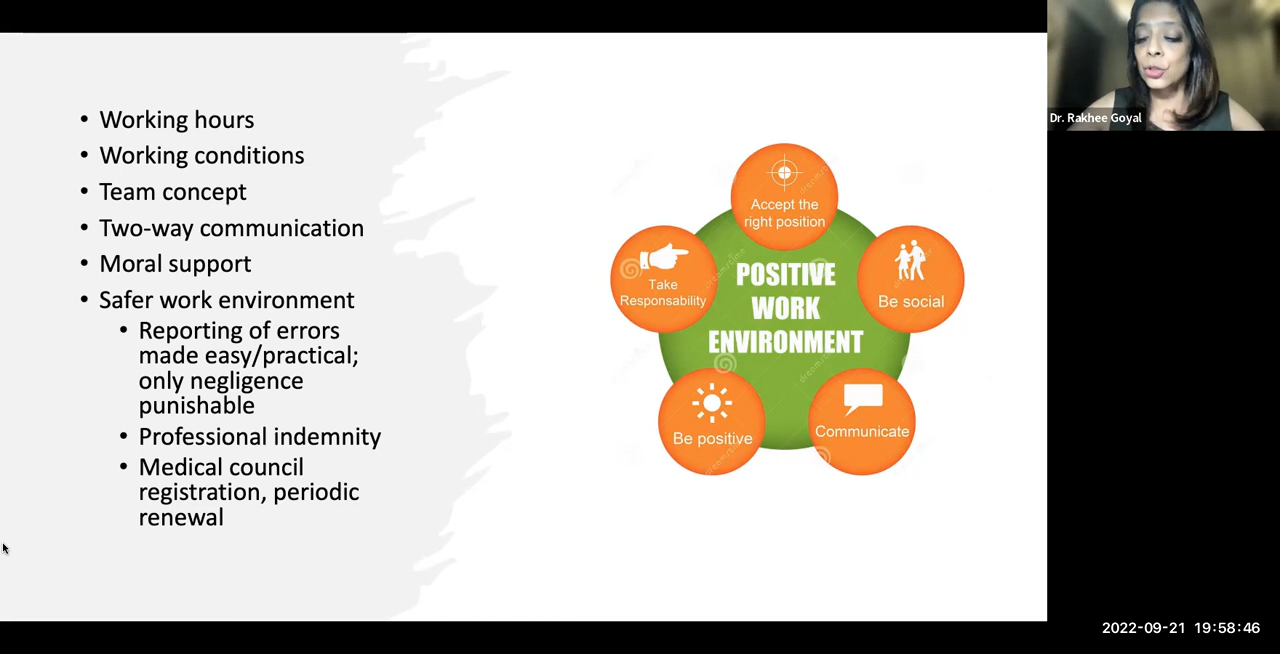 • Working hours
• Working conditions
• Team concept
• Two-way communication
• Moral support
• Safer work environment
• Reporting of errors
made easy/practical;
only negligence
punishable
• Professional indemnity
• Medical council
registration, periodic
renewal
Accept the
right position
Take
Responsability
Be social
POSITIVE
WORK
ENVIRONMENT
Be positive
Communicate
Dr. Rakhee Goyal
2022-09-21 19:58:46